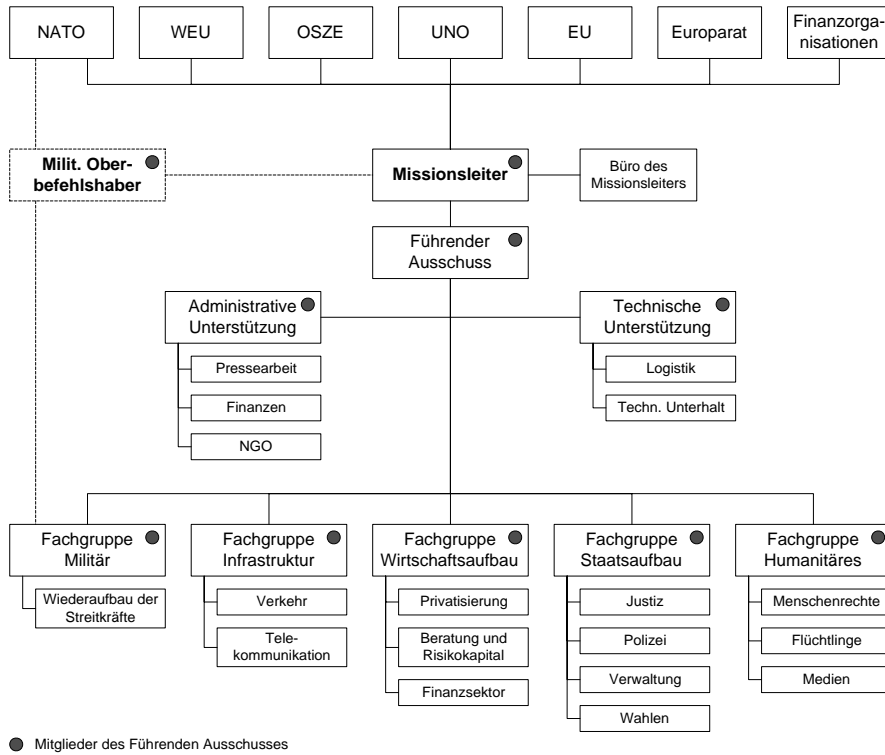 NATO
WEU
OSZE
UNO
EU
Europarat
Finanzorga-
nisationen
Milit. Ober-
befehlshaber
Missionsleiter
Büro des
Missionsleiters
Führender
Ausschuss
Administrative
Unterstützung
Pressearbeit
Finanzen
NGO
Technische
Unterstützung
Logistik
Techn. Unterhalt
Fachgruppe
Militär
Wiederaufbau der
Streitkräfte
Fachgruppe
Infrastruktur
Verkehr
Tele-
kommunikation
Fachgruppe
Wirtschaftsaufbau
Privatisierung
Beratung und
Risikokapital
Finanzsektor
Fachgruppe
Staatsaufbau
Justiz
Polizei
Verwaltung
Wahlen
Fachgruppe
Humanitäres
Menschenrechte
Flüchtlinge
Medien
Mitglieder des Führenden Ausschusses